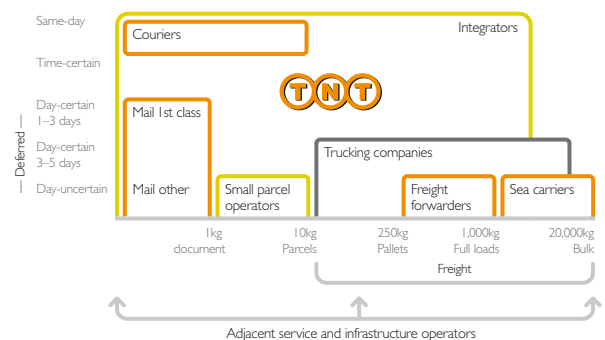 Same-day
Couriers
Integrators
Time-certain
TNT
Day-certain
1–3 days
Mail 1st class
Deferred
Day-certain
3–5 days
Trucking companies
Day-uncertain
Mail other
Small parcel
operators
Freight
forwarders
Sea carriers
1kg
document
10kg
Parcels
250kg
Pallets
1,000kg
Full loads
20,000kg
Bulk
Freight
Adjacent service and infrastructure operators